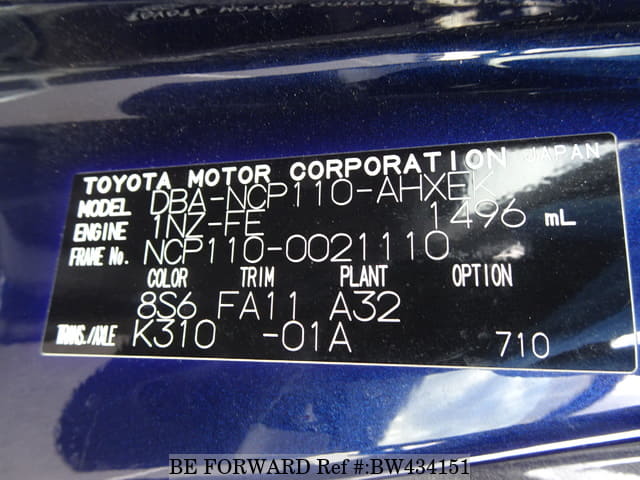 TOYOTA MOTOR CORPORATION JAPAN
MODEL DBA-NCP110-AHXEK
ENGINE 1NZ-FE 1496 mL
FRAME No. NCP110-0021110
COLOR TRIM PLANT OPTION
8S6 FA11 A32
TRANS./AXLE K310 -01A 710
BE FORWARD Ref #:BW434151